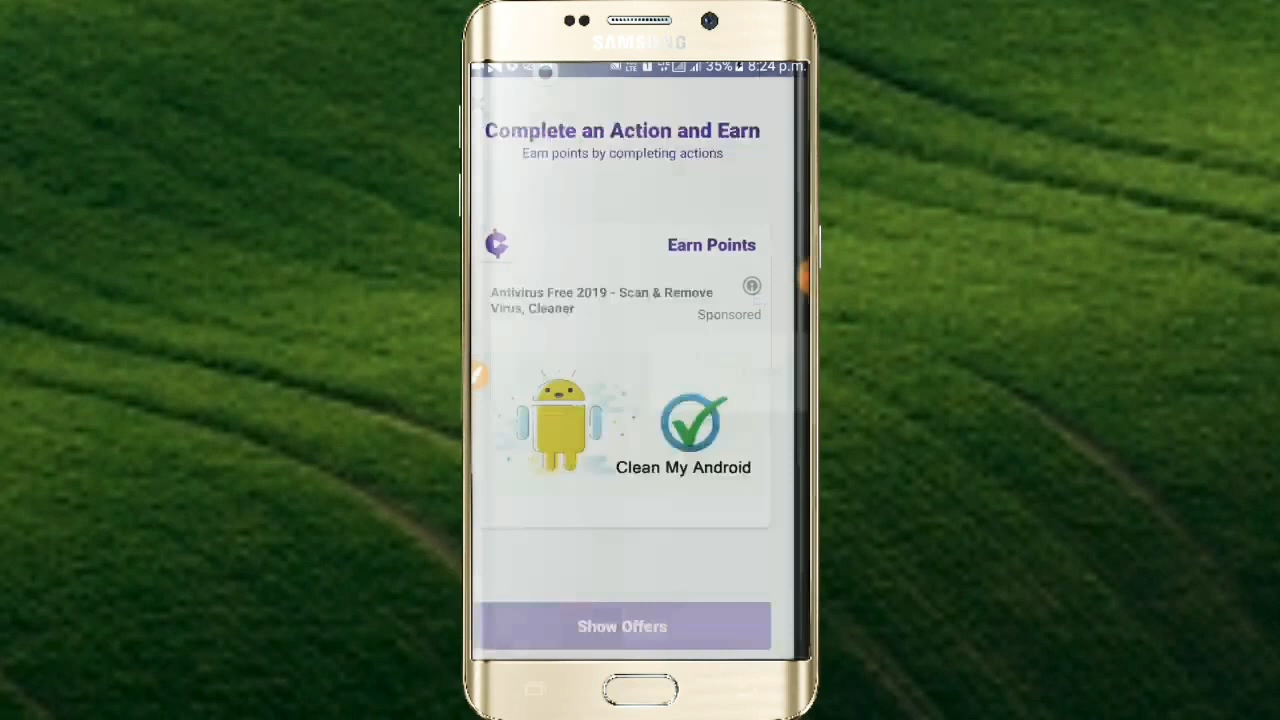 SAMSUNG
35% 8:24 p.m.
Complete an Action and Earn
Earn points by completing actions
Earn Points
Antivirus Free 2019 - Scan & Remove
Virus, Cleaner
Sponsored
Clean My Android
Show Offers